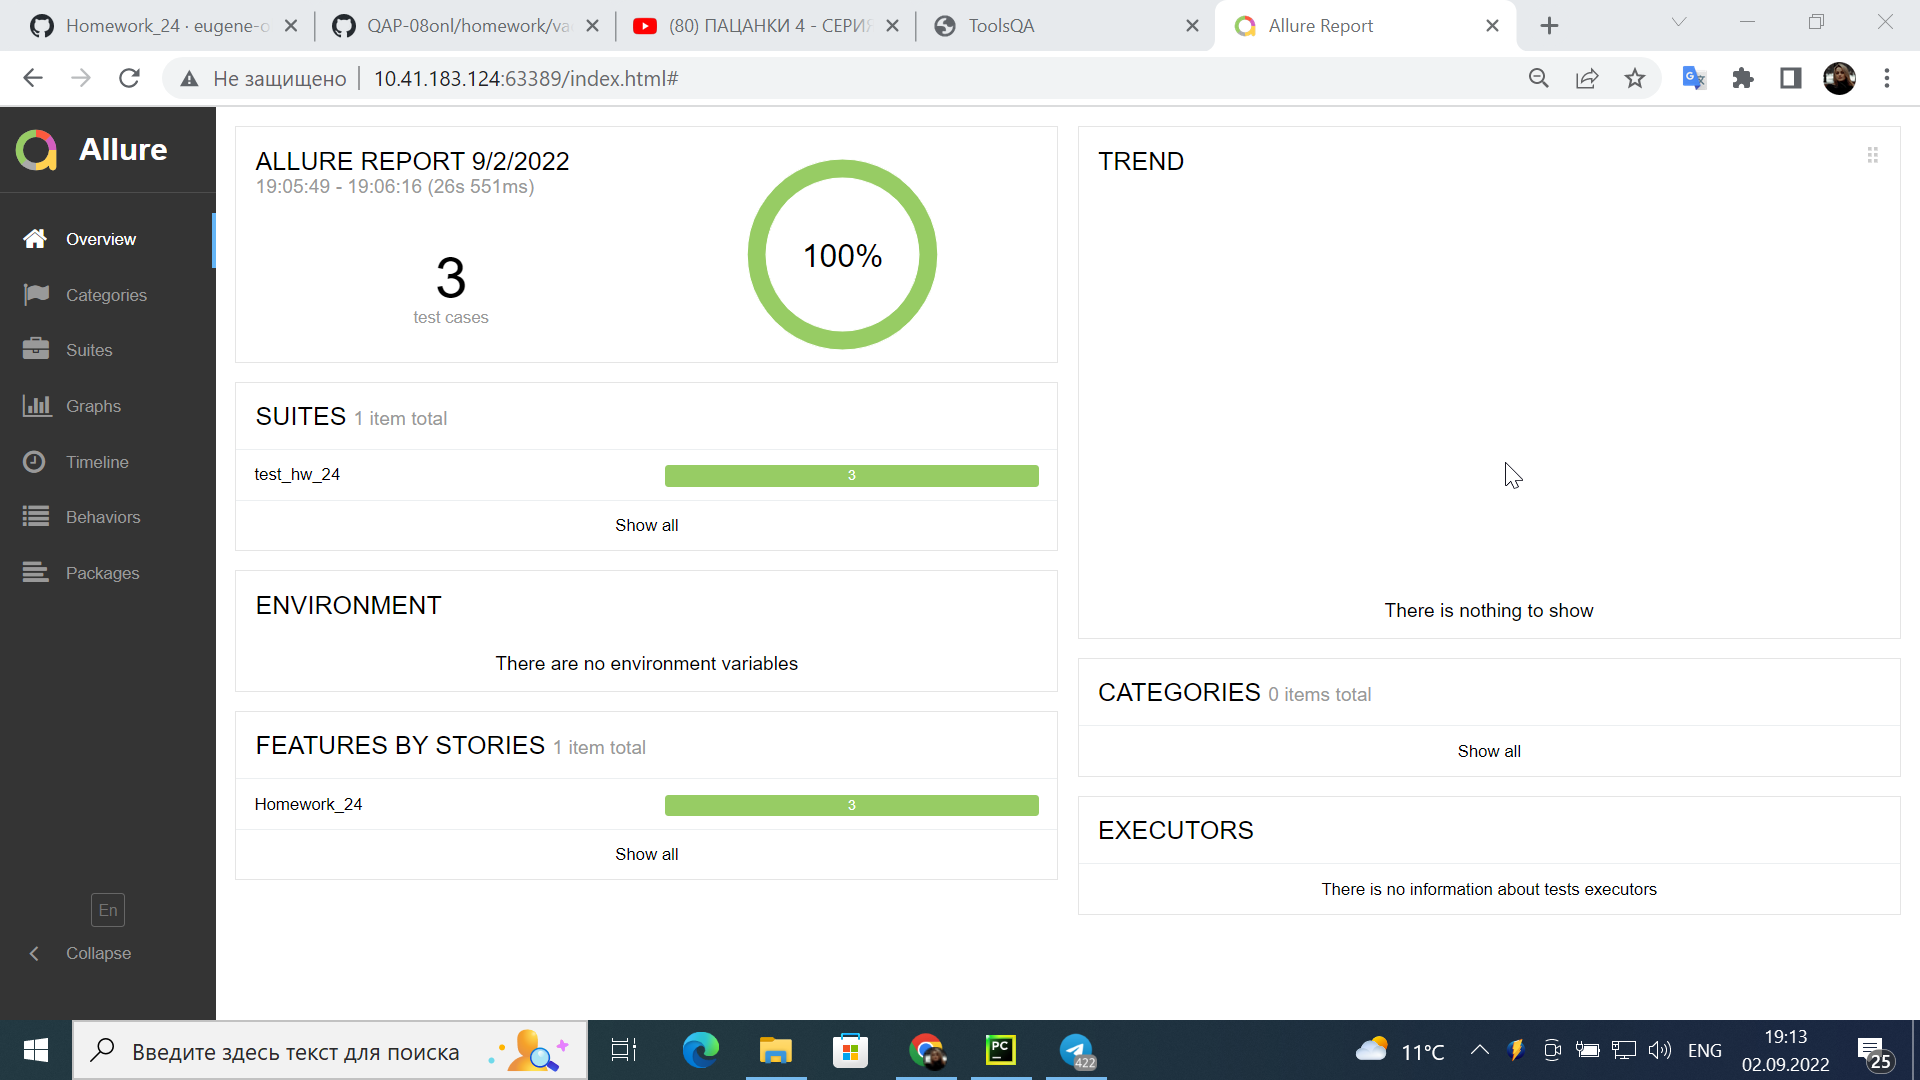 Homework_24 · eugene-o
QAP-08onl/homework/va
(80) ПАЦАНКИ 4 - СЕРИЯ
ToolsQA
Allure Report
Не защищено
10.41.183.124:63389/index.html#
Allure
Overview
Categories
Suites
Graphs
Timeline
Behaviors
Packages
En
Collapse
ALLURE REPORT 9/2/2022
19:05:49 - 19:06:16 (26s 551ms)
3
test cases
100%
SUITES 1 item total
test_hw_24
3
Show all
ENVIRONMENT
There are no environment variables
FEATURES BY STORIES 1 item total
Homework_24
3
Show all
TREND
There is nothing to show
CATEGORIES 0 items total
Show all
EXECUTORS
There is no information about tests executors
Введите здесь текст для поиска
PC
422
11°C
ENG
19:13
02.09.2022
25